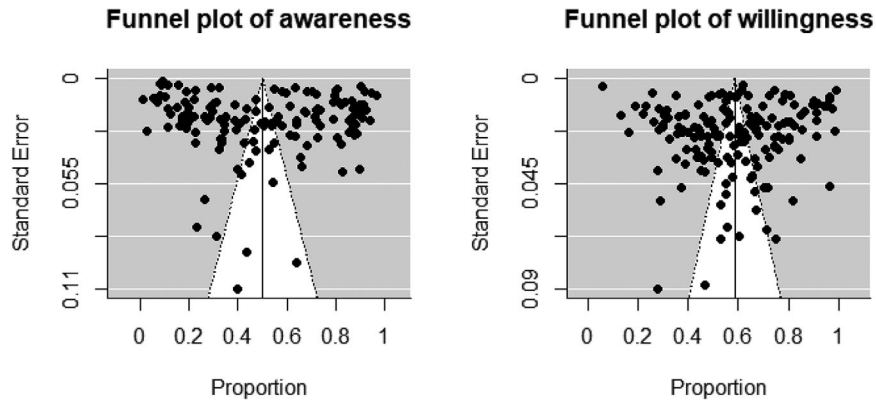 Funnel plot of awareness
Standard Error
0
0.055
0.11
0 0.2 0.4 0.6 0.8 1
Proportion
Funnel plot of willingness
Standard Error
0
0.045
0.09
0 0.2 0.4 0.6 0.8 1
Proportion